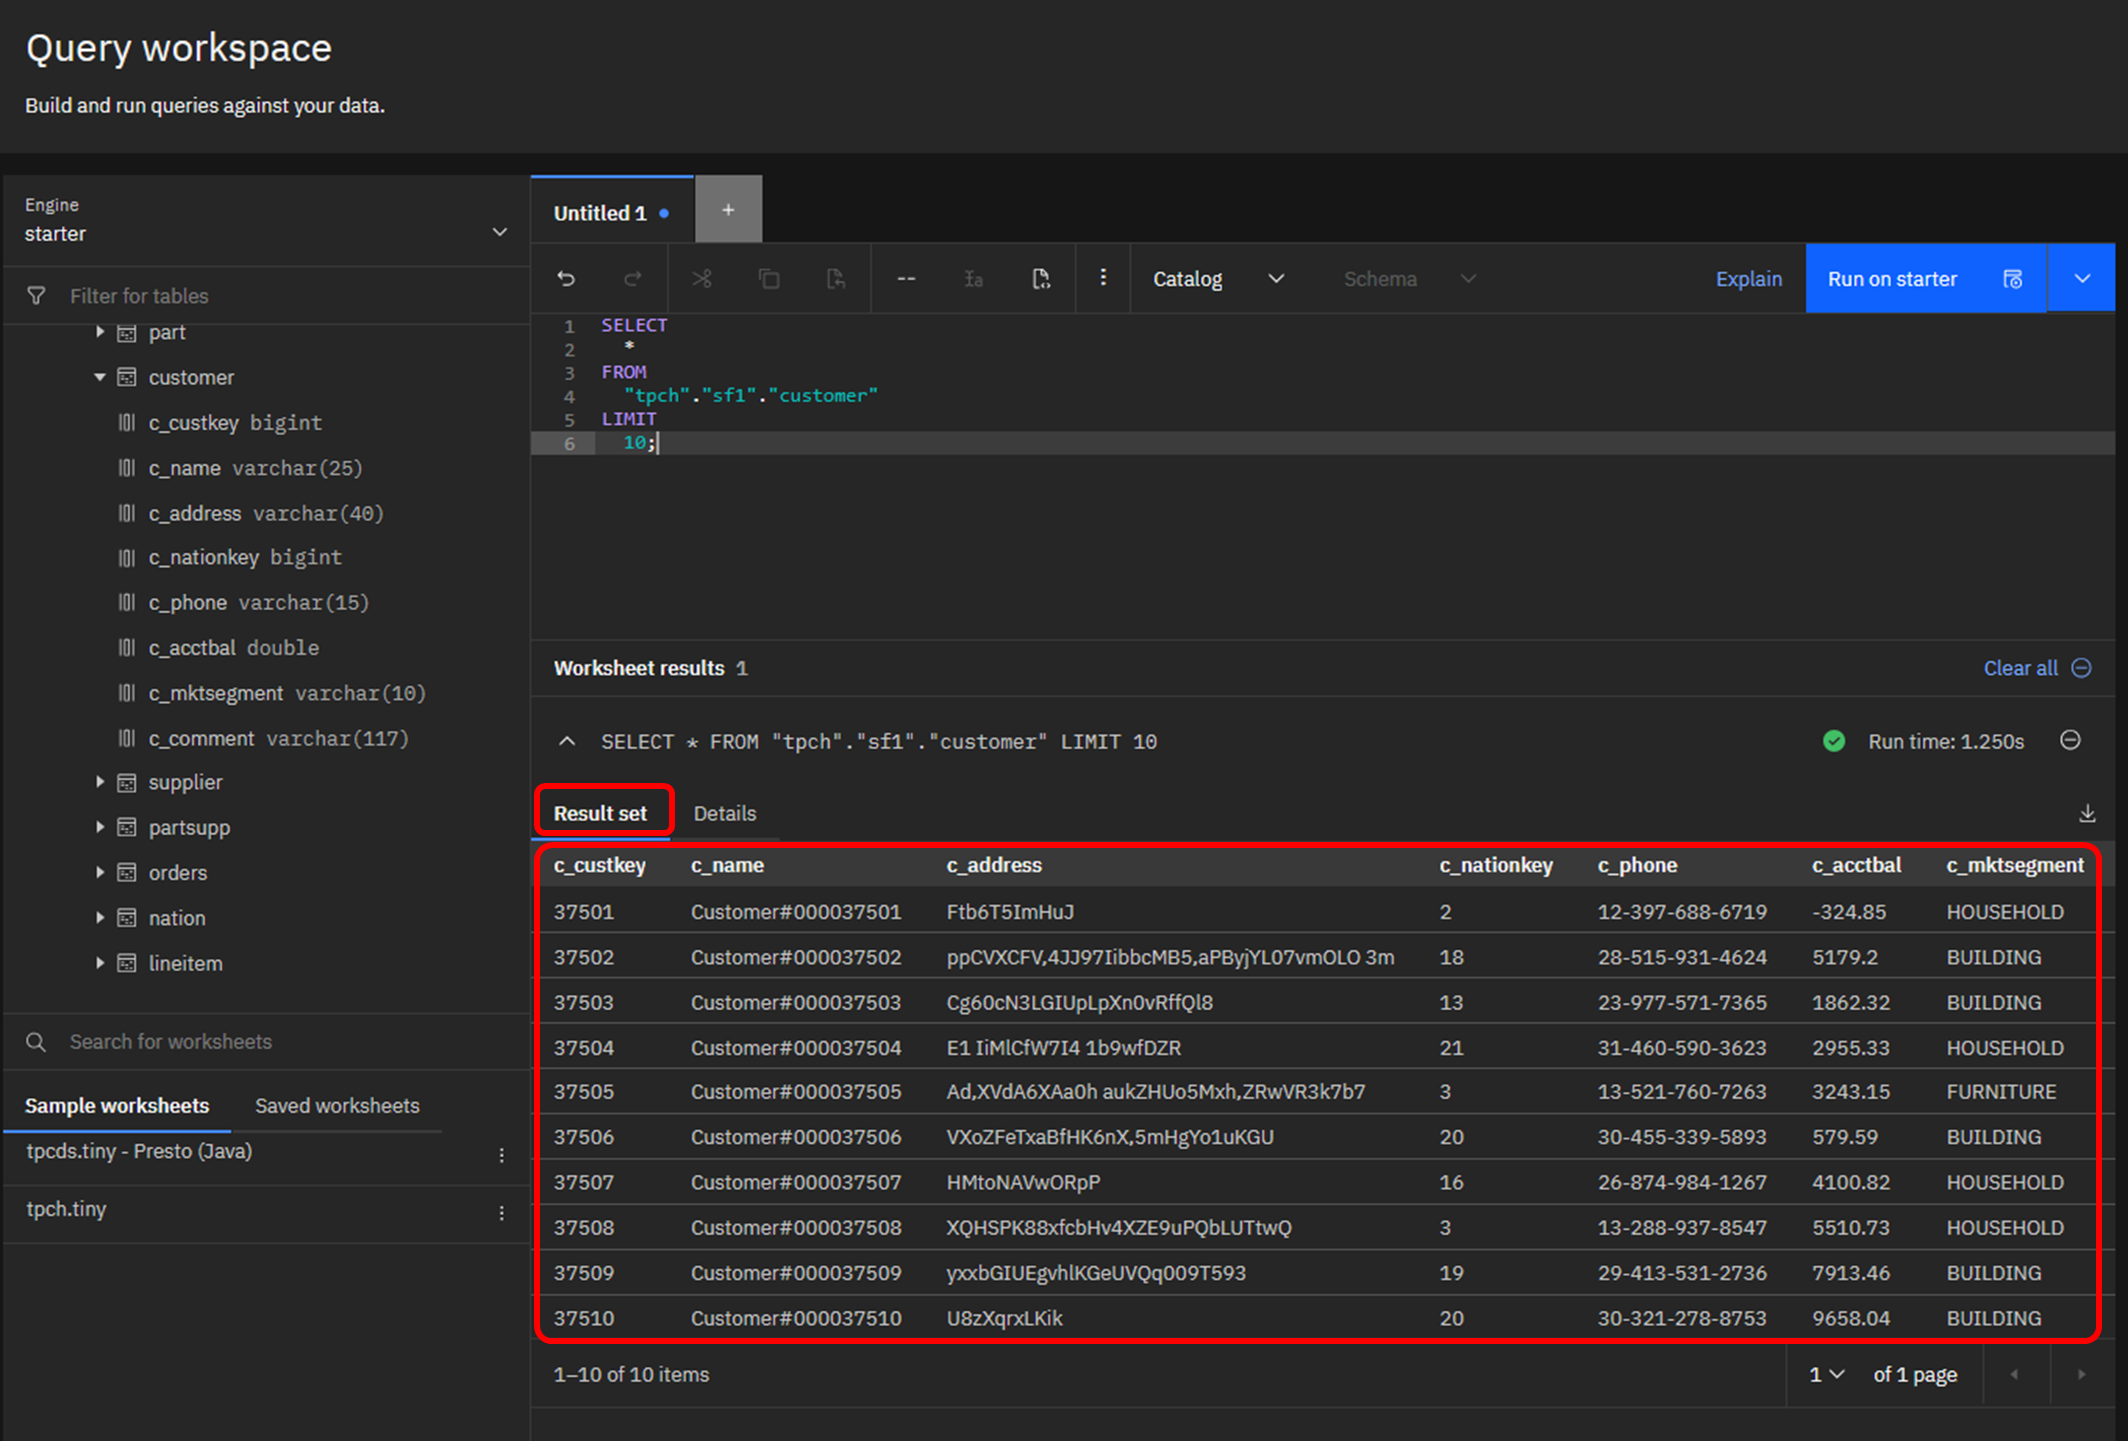 Query workspace
Build and run queries against your data.
Engine
starter
Filter for tables
part
customer
c_custkey bigint
c_name varchar(25)
c_address varchar(40)
c_nationkey bigint
c_phone varchar(15)
c_acctbal double
c_mktsegment varchar(10)
c_comment varchar(117)
supplier
partsupp
orders
nation
lineitem
Search for worksheets
Sample worksheets Saved worksheets
tpcds.tiny - Presto (Java)
tpch.tiny
Untitled 1 +
-- Catalog Schema Explain Run on starter
1 SELECT
2 *
3 FROM
4 "tpch"."sf1"."customer"
5 LIMIT
6 10;
Worksheet results 1 Clear all
SELECT * FROM "tpch"."sf1"."customer" LIMIT 10 Run time: 1.250s
Result set Details
c_custkey c_name c_address c_nationkey c_phone c_acctbal c_mktsegment
37501 Customer#000037501 Ftb6T5ImHuJ 2 12-397-688-6719 -324.85 HOUSEHOLD
37502 Customer#000037502 ppCVXCFV,4JJ97IibbcMB5,aPByjYL07vmOLO 3m 18 28-515-931-4624 5179.2 BUILDING
37503 Customer#000037503 Cg60cN3LGIUpLpXn0vRffQl8 13 23-977-571-7365 1862.32 BUILDING
37504 Customer#000037504 E1 IiMlCfW7I4 1b9wfDZR 21 31-460-590-3623 2955.33 HOUSEHOLD
37505 Customer#000037505 Ad,XVdA6XAa0h aukZHUo5Mxh,ZRwVR3k7b7 3 13-521-760-7263 3243.15 FURNITURE
37506 Customer#000037506 VXoZFeTxaBfHK6nX,5mHgYo1uKGU 20 30-455-339-5893 579.59 BUILDING
37507 Customer#000037507 HMtoNAVwORpP 16 26-874-984-1267 4100.82 HOUSEHOLD
37508 Customer#000037508 XQHSPK88xfcbHv4XZE9uPQbLUTtwQ 3 13-288-937-8547 5510.73 HOUSEHOLD
37509 Customer#000037509 yxxbGIUEgvhlKGeUVQq009T593 19 29-413-531-2736 7913.46 BUILDING
37510 Customer#000037510 U8zXqrxLKik 20 30-321-278-8753 9658.04 BUILDING
1–10 of 10 items 1 of 1 page